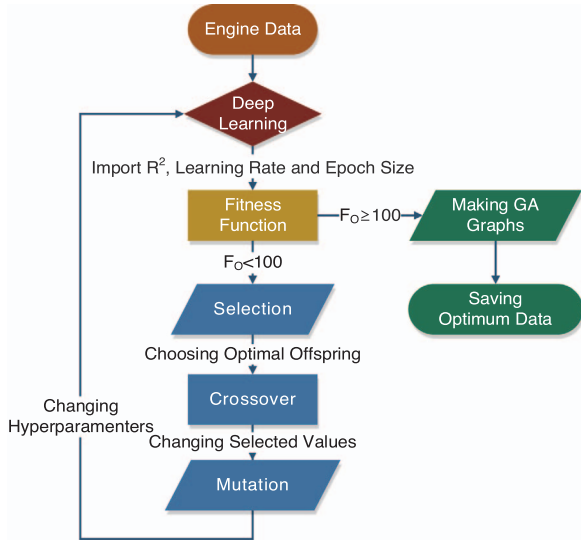 Engine Data
Deep
Learning
Import R², Learning Rate and Epoch Size
Fitness
Function
F₀≥100
Making GA
Graphs
F₀<100
Saving
Optimum Data
Selection
Choosing Optimal Offspring
Crossover
Changing
Hyperparamenters
Changing Selected Values
Mutation